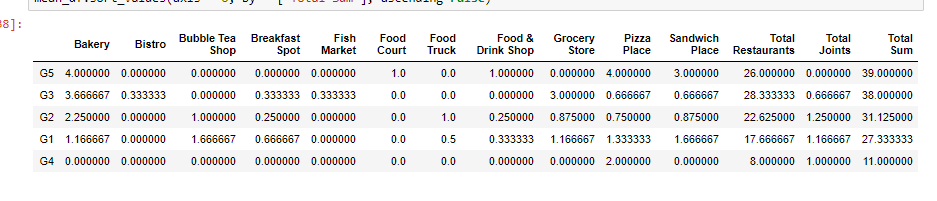 mean_df.sort_values(axis = 0, by = ['Total Sum'], ascending=False)
38]:
Bakery Bistro Bubble Tea Shop Breakfast Spot Fish Market Food Court Food Truck Food & Drink Shop Grocery Store Pizza Place Sandwich Place Total Restaurants Total Joints Total Sum
G5 4.000000 0.000000 0.000000 0.000000 0.000000 1.0 0.0 1.000000 0.000000 4.000000 3.000000 26.000000 0.000000 39.000000
G3 3.666667 0.333333 0.000000 0.333333 0.333333 0.0 0.0 0.000000 3.000000 0.666667 0.666667 28.333333 0.666667 38.000000
G2 2.250000 0.000000 1.000000 0.250000 0.000000 0.0 1.0 0.250000 0.875000 0.750000 0.875000 22.625000 1.250000 31.125000
G1 1.166667 0.000000 1.666667 0.666667 0.000000 0.0 0.5 0.333333 1.166667 1.333333 1.666667 17.666667 1.166667 27.333333
G4 0.000000 0.000000 0.000000 0.000000 0.000000 0.0 0.0 0.000000 0.000000 2.000000 0.000000 8.000000 1.000000 11.000000